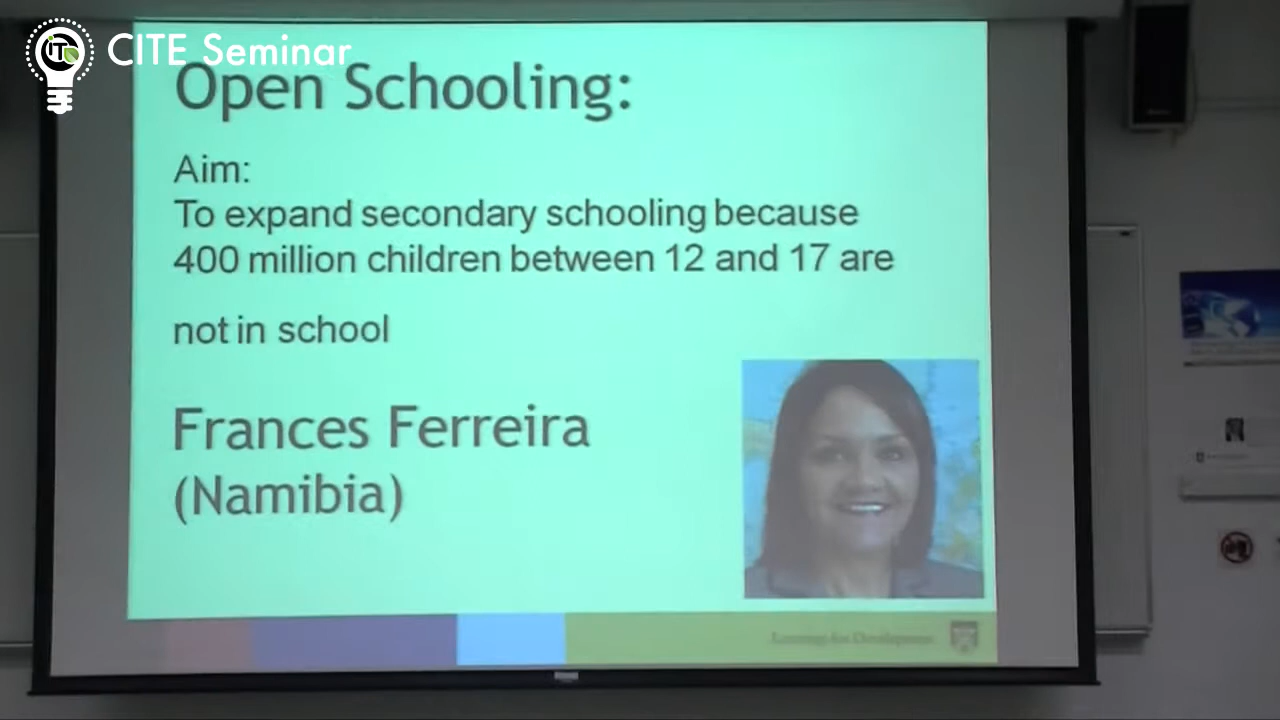 CITE Seminar
Open Schooling:
Aim:
To expand secondary schooling because
400 million children between 12 and 17 are
not in school
Frances Ferreira
(Namibia)
Learning for Development